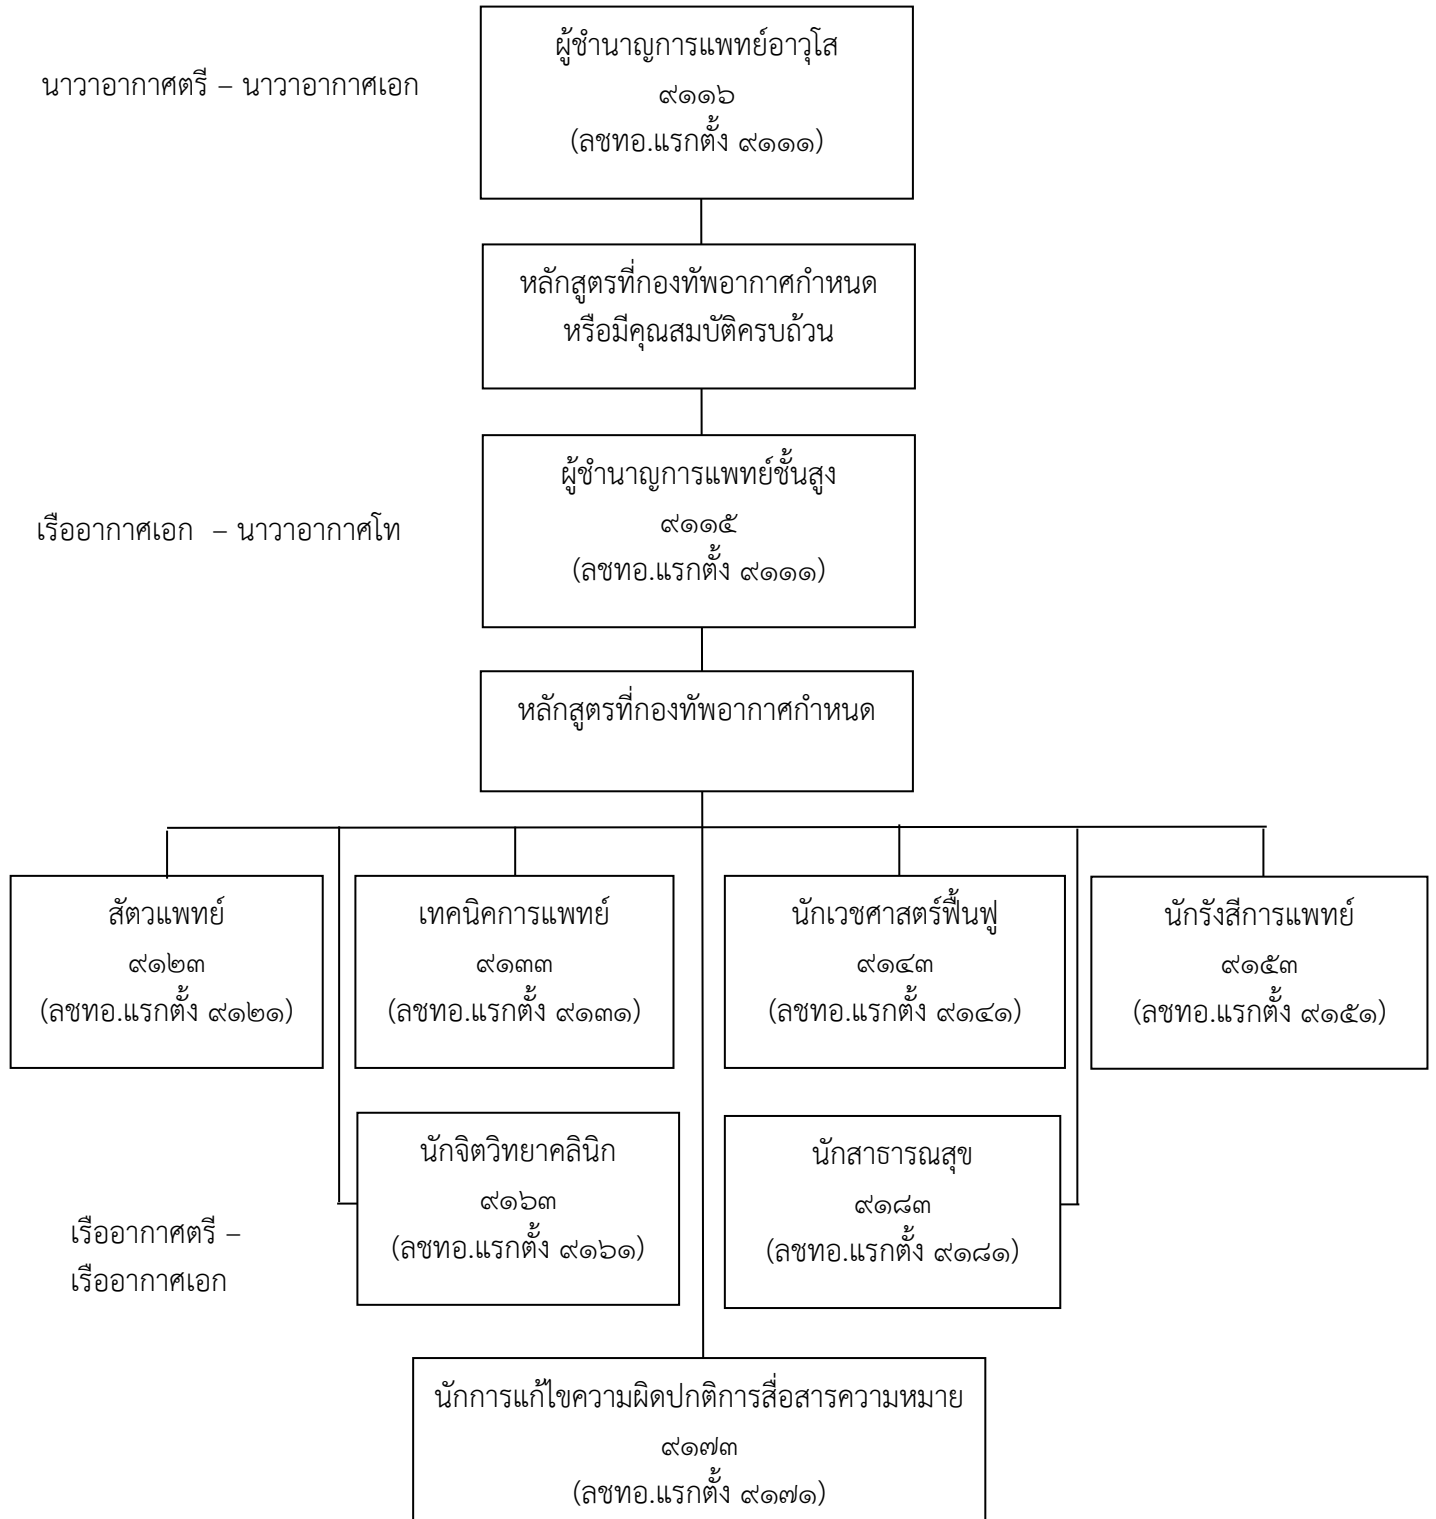 ผู้ชำนาญการแพทย์อาวุโส
นาวาอากาศตรี – นาวาอากาศเอก
๙๑๑๖
(ลชทอ.แรกตั้ง ๙๑๑๑)
หลักสูตรที่กองทัพอากาศกำหนด
หรือมีคุณสมบัติครบถ้วน
ผู้ชำนาญการแพทย์ชั้นสูง
เรืออากาศเอก – นาวาอากาศโท
๙๑๑๕
(ลชทอ.แรกตั้ง ๙๑๑๑)
หลักสูตรที่กองทัพอากาศกำหนด
สัตวแพทย์
๙๑๒๓
(ลชทอ.แรกตั้ง ๙๑๒๑)
เทคนิคการแพทย์
๙๑๓๓
(ลชทอ.แรกตั้ง ๙๑๓๑)
นักเวชศาสตร์ฟื้นฟู
๙๑๔๓
(ลชทอ.แรกตั้ง ๙๑๔๑)
นักรังสีการแพทย์
๙๑๕๓
(ลชทอ.แรกตั้ง ๙๑๕๑)
นักจิตวิทยาคลินิก
๙๑๖๓
(ลชทอ.แรกตั้ง ๙๑๖๑)
นักสาธารณสุข
๙๑๘๓
(ลชทอ.แรกตั้ง ๙๑๘๑)
เรืออากาศตรี –
เรืออากาศเอก
นักการแก้ไขความผิดปกติการสื่อสารความหมาย
๙๑๗๓
(ลชทอ.แรกตั้ง ๙๑๗๑)